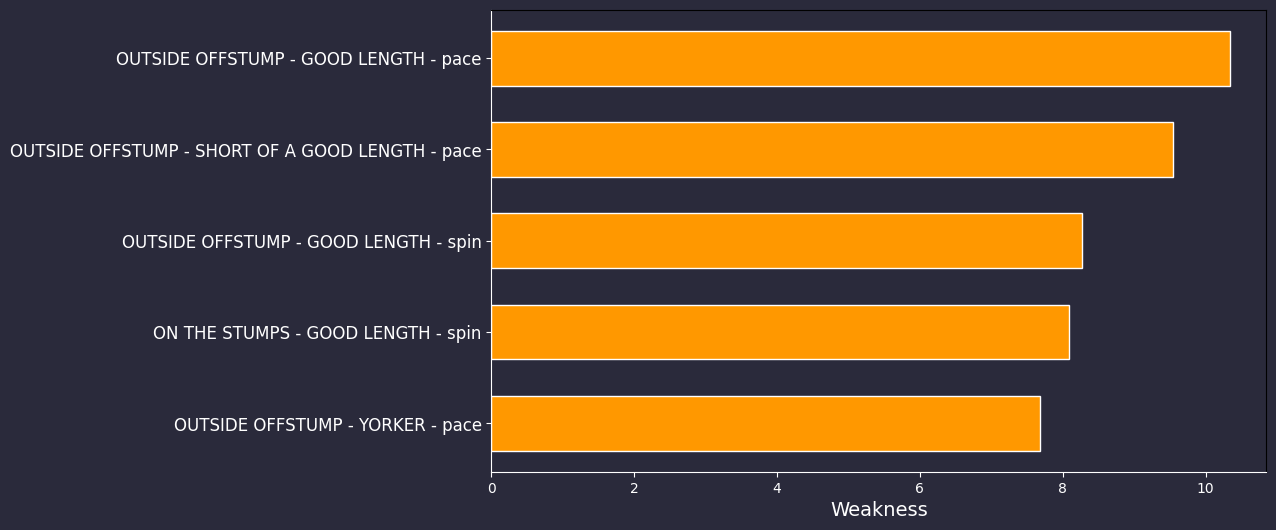 OUTSIDE OFFSTUMP - GOOD LENGTH - pace
OUTSIDE OFFSTUMP - SHORT OF A GOOD LENGTH - pace
OUTSIDE OFFSTUMP - GOOD LENGTH - spin
ON THE STUMPS - GOOD LENGTH - spin
OUTSIDE OFFSTUMP - YORKER - pace
0 2 4 6 8 10
Weakness